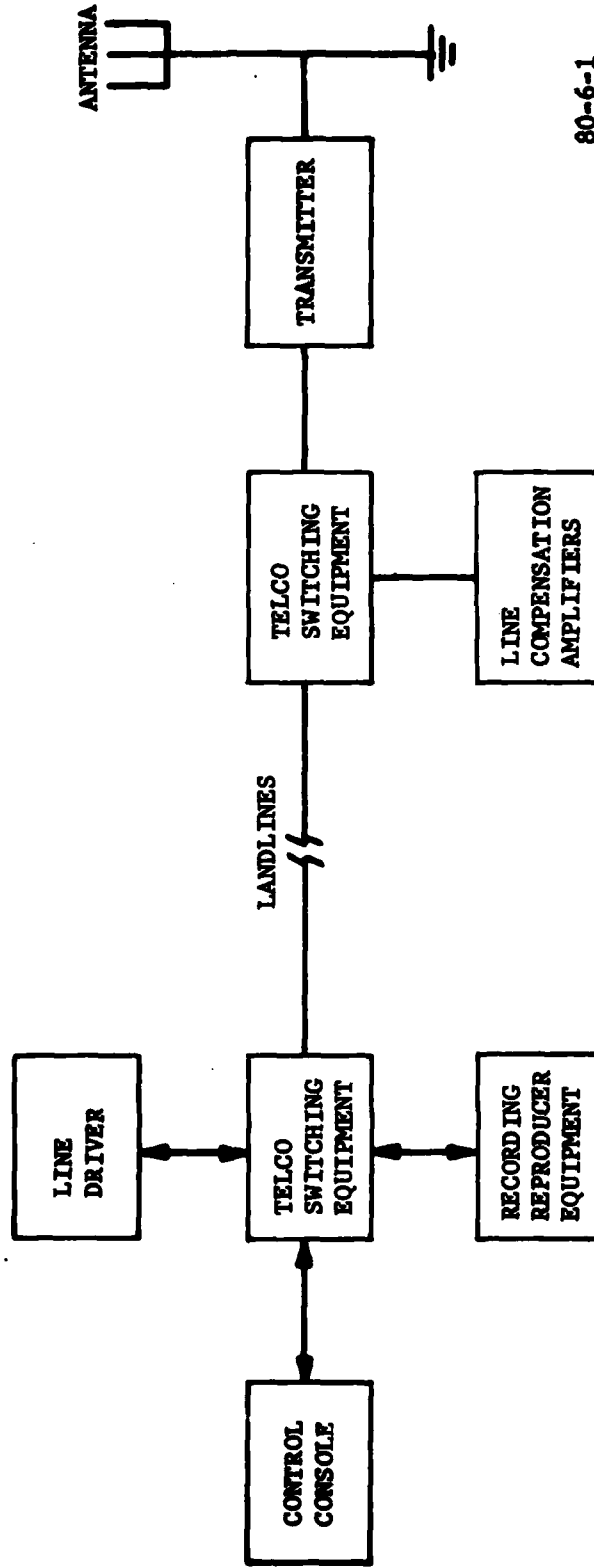 LINE
DRIVER
CONTROL
CONSOLE
TELCO
SWITCHING
EQUIPMENT
RECORDING
REPRODUCER
EQUIPMENT
LANDLINES
TELCO
SWITCHING
EQUIPMENT
LINE
COMPENSATION
AMPLIFIERS
TRANSMITTER
ANTENNA
80-6-1